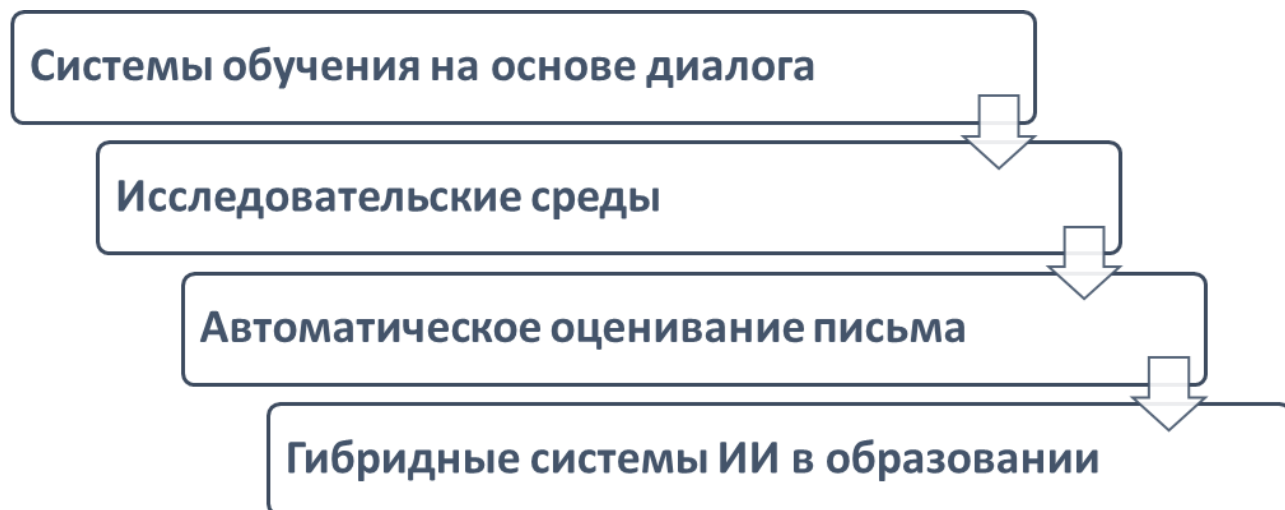 Системы обучения на основе диалога
Исследовательские среды
Автоматическое оценивание письма
Гибридные системы ИИ в образовании